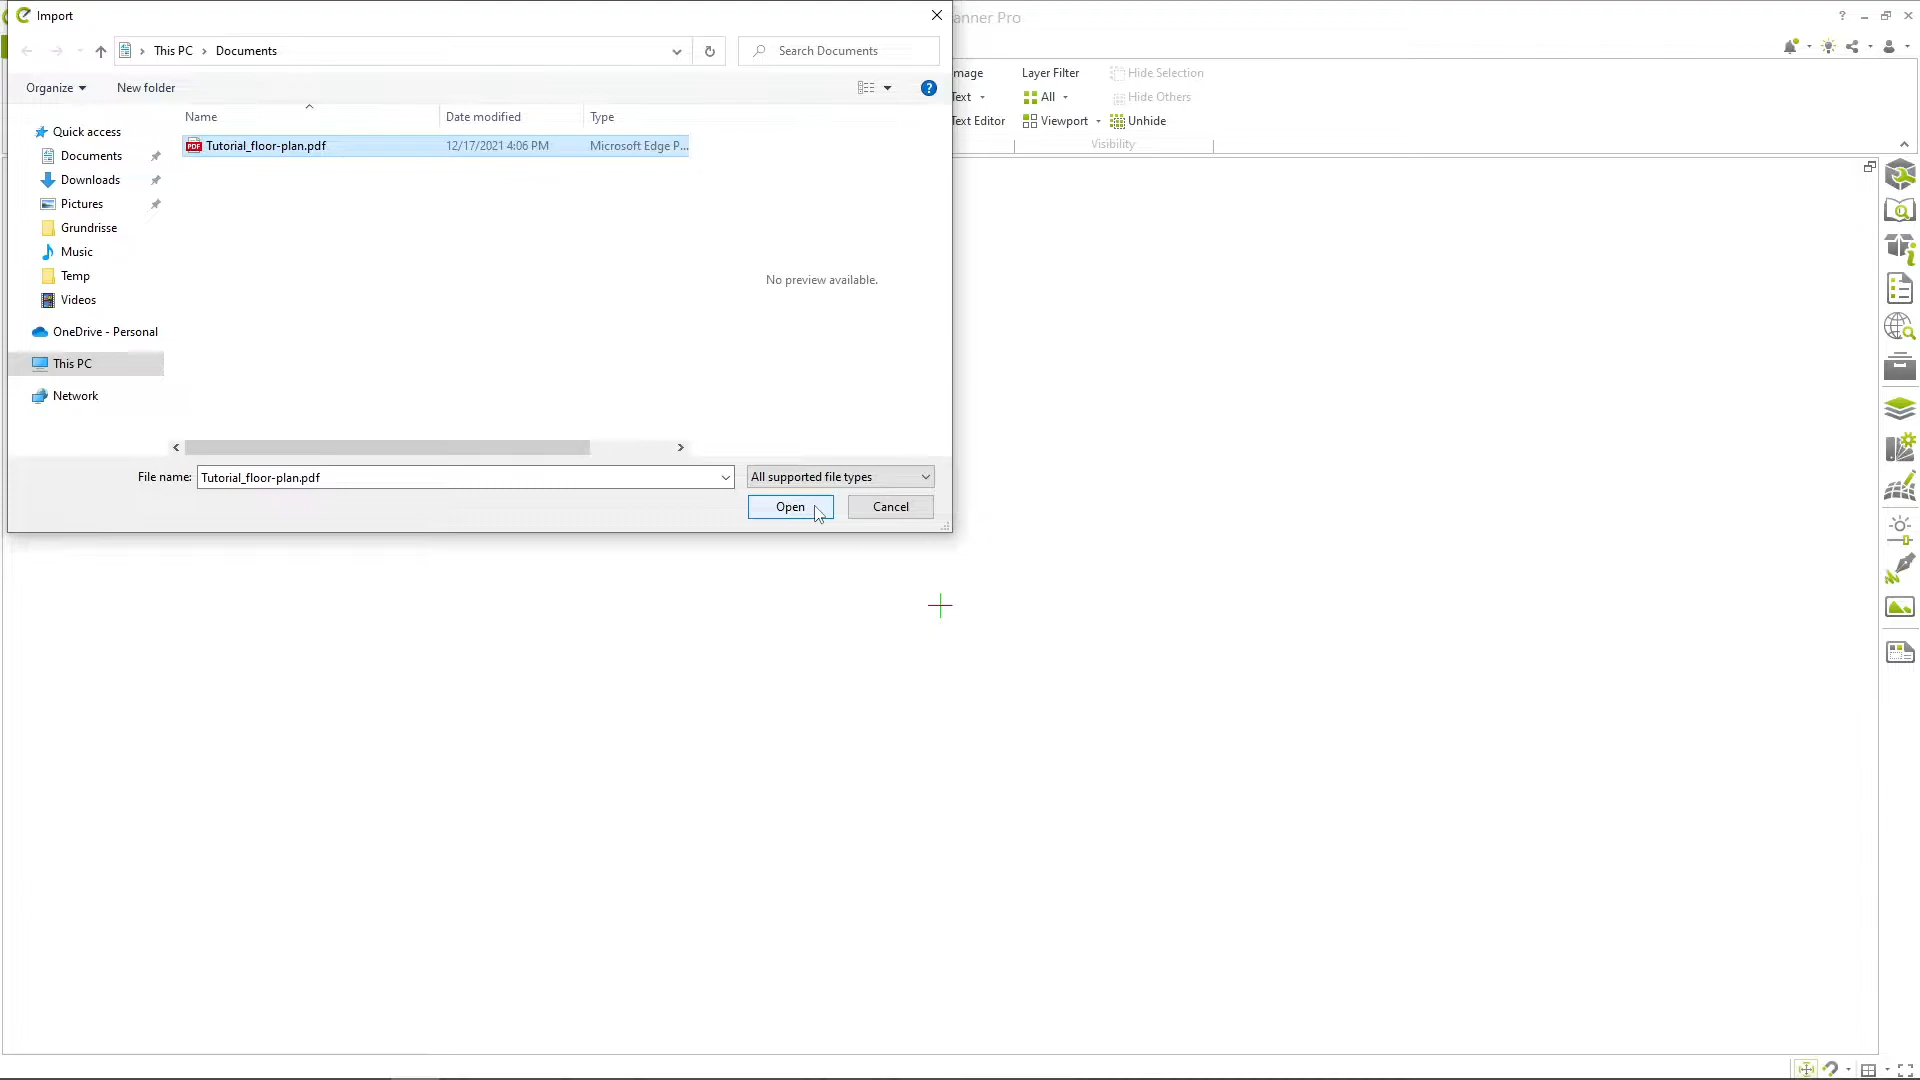 Import
anner Pro
This PC
Documents
Search Documents
Organize
New folder
mage
Layer Filter
Hide Selection
Text
All
Hide Others
Text Editor
Viewport
Unhide
Visibility
Name
Date modified
Type
Tutorial_floor-plan.pdf
12/17/2021 4:06 PM
Microsoft Edge P...
Quick access
Documents
Downloads
Pictures
Grundrisse
Music
Temp
Videos
OneDrive - Personal
This PC
Network
No preview available.
File name:
Tutorial_floor-plan.pdf
All supported file types
Open
Cancel